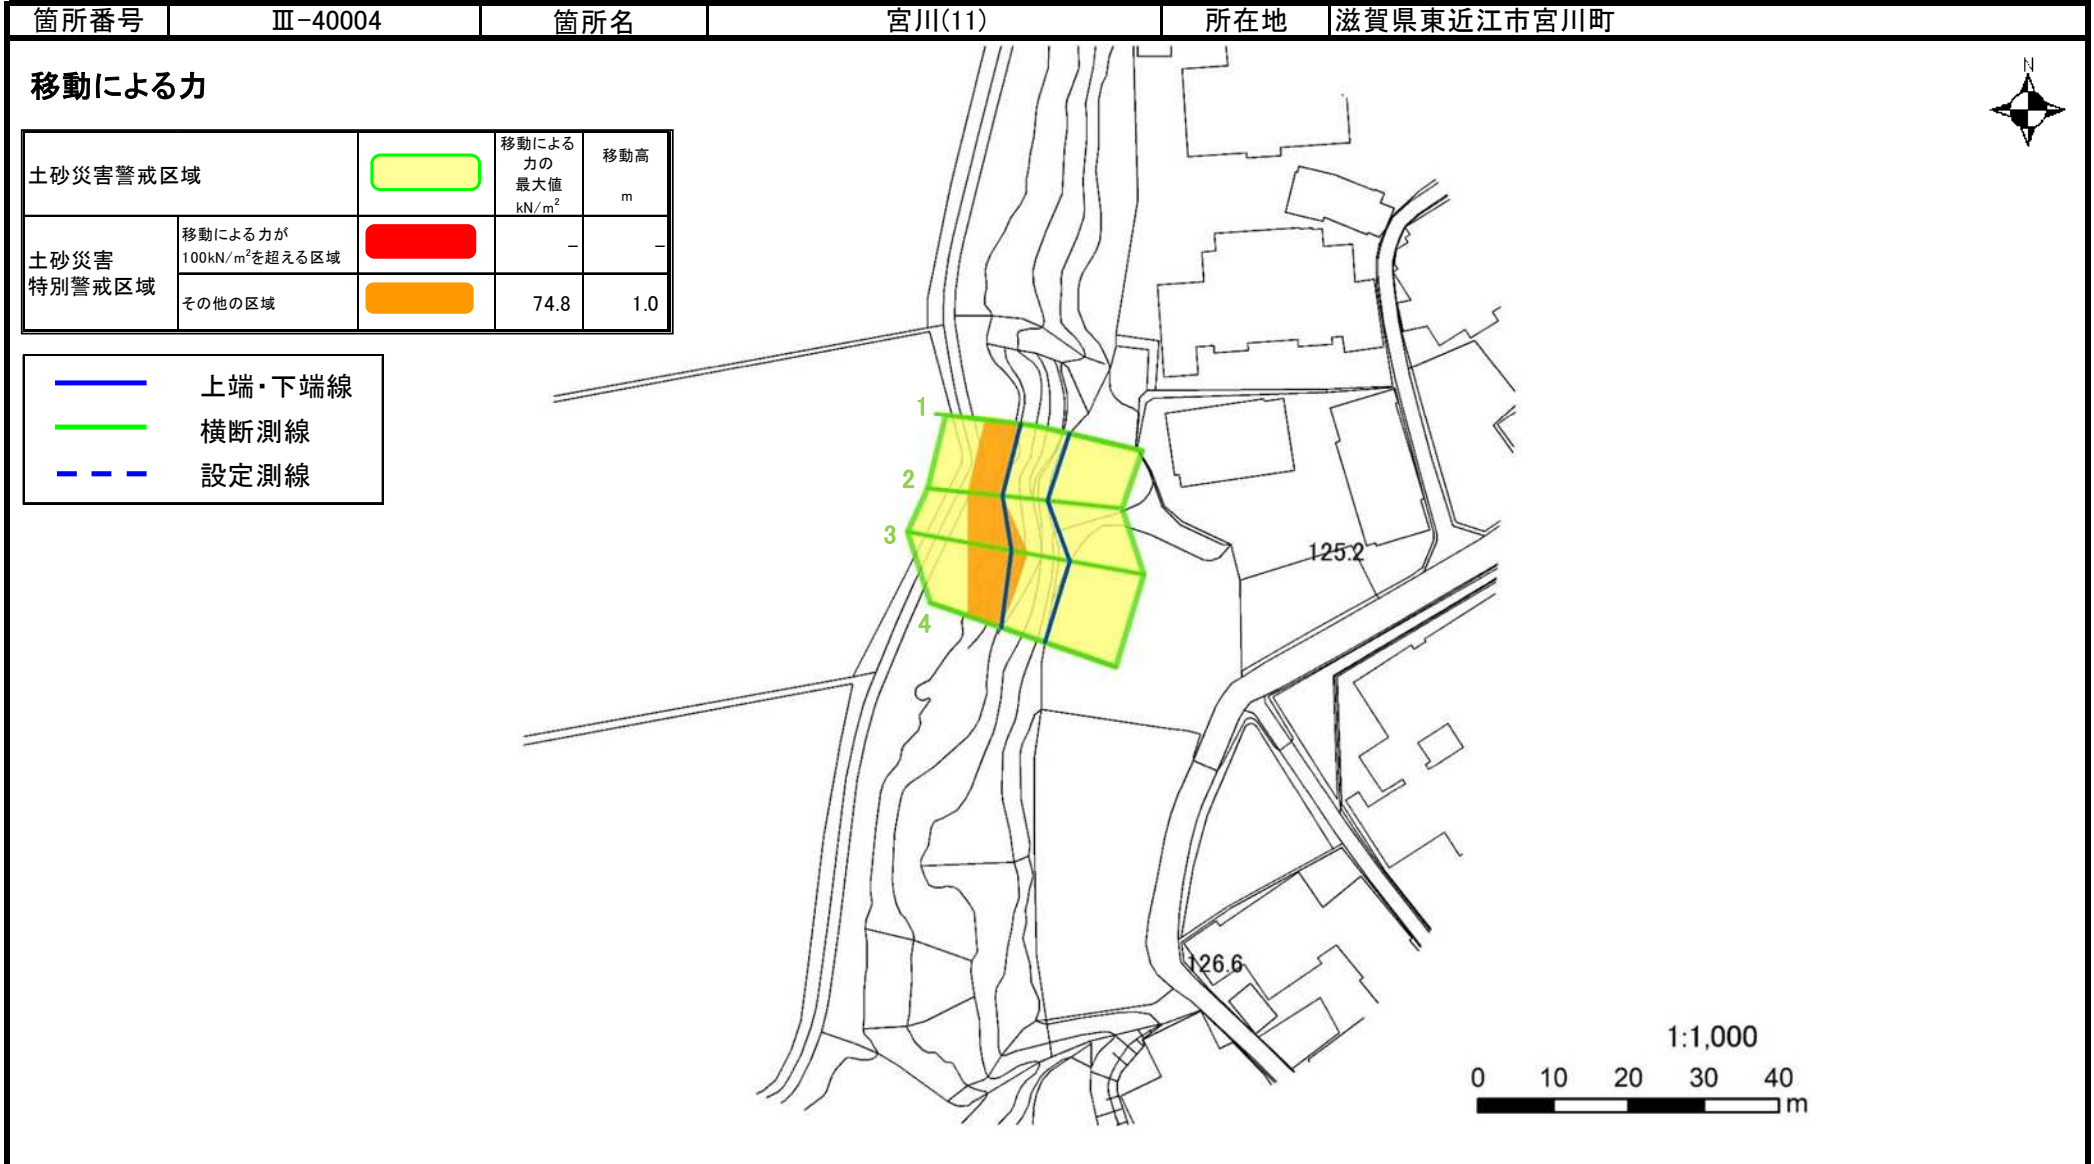 箇所番号 Ⅲ-40004 箇所名 宮川(11) 所在地 滋賀県東近江市宮川町
N
移動による力
土砂災害警戒区域
移動による
力の
最大値
kN/m²
移動高
m
土砂災害
特別警戒区域
移動による力が
100kN/m²を超える区域
- -
その他の区域 74.8 1.0
上端・下端線
横断測線
設定測線
1
2
3
4
125.2
126.6
1:1,000
0 10 20 30 40
m